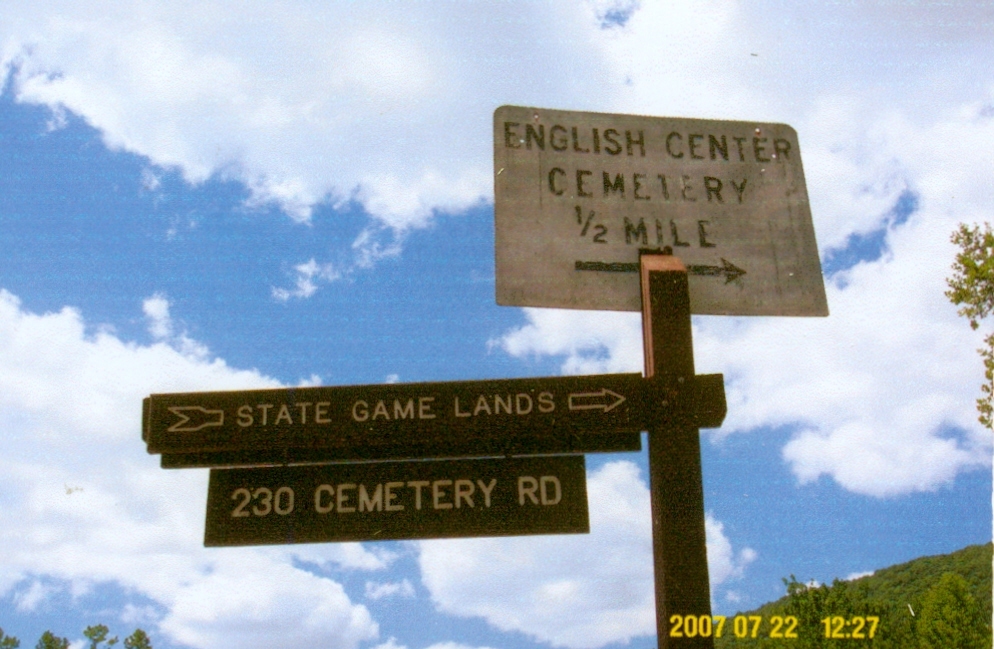 ENGLISH CENTER
CEMETERY
1/2 MILE
STATE GAME LANDS
230 CEMETERY RD
2007 07 22 12:27